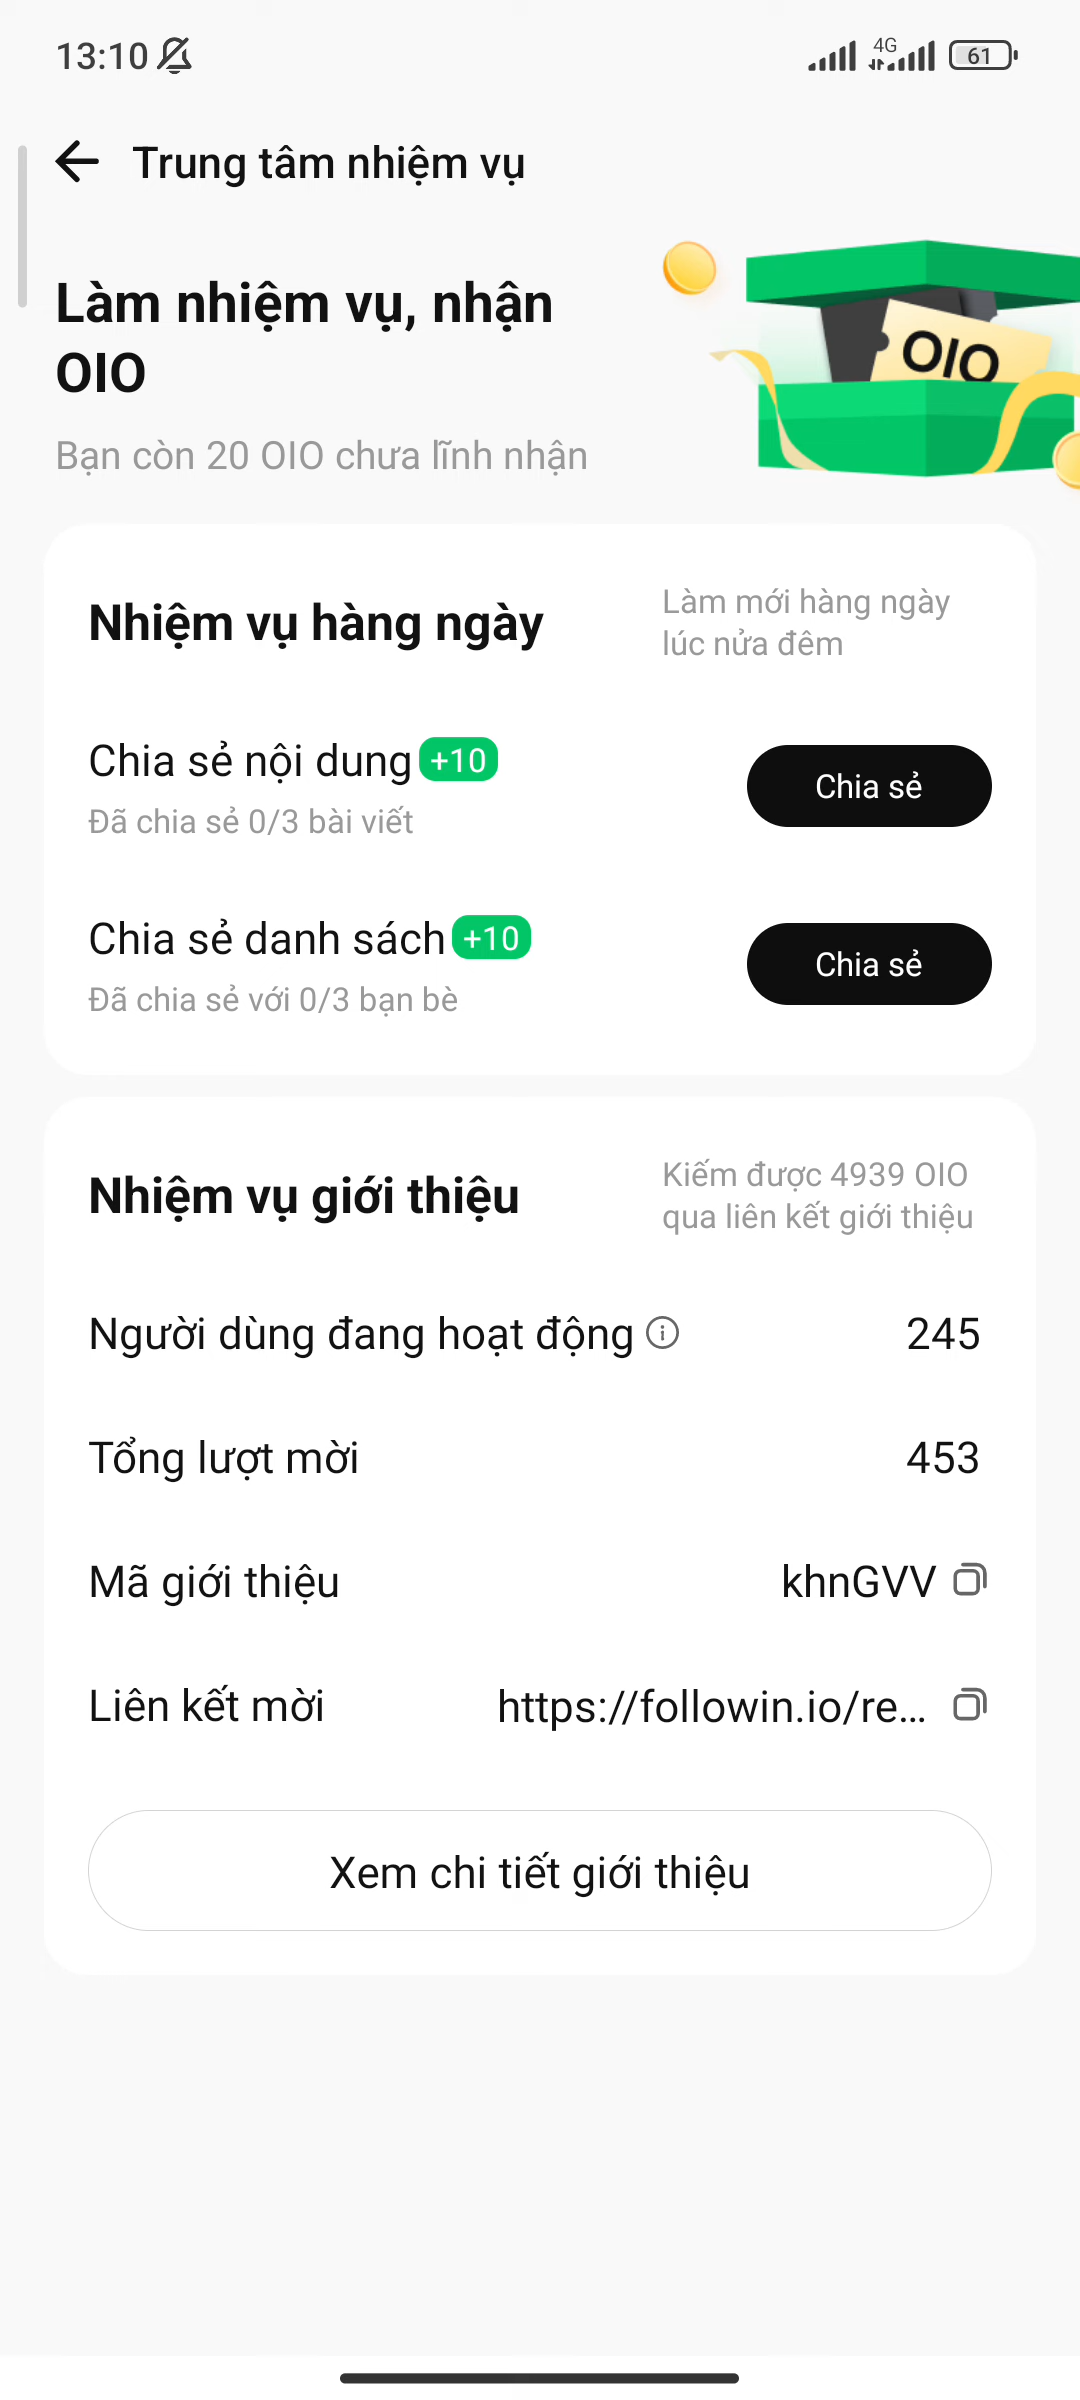 13:10
4G
61
Trung tâm nhiệm vụ
Làm nhiệm vụ, nhận
OIO
OIO
Bạn còn 20 OIO chưa lĩnh nhận
Nhiệm vụ hàng ngày
Làm mới hàng ngày
lúc nửa đêm
Chia sẻ nội dung +10
Đã chia sẻ 0/3 bài viết
Chia sẻ
Chia sẻ danh sách +10
Đã chia sẻ với 0/3 bạn bè
Chia sẻ
Nhiệm vụ giới thiệu
Kiếm được 4939 OIO
qua liên kết giới thiệu
Người dùng đang hoạt động 245
Tổng lượt mời 453
Mã giới thiệu khnGVV
Liên kết mời https://followin.io/re...
Xem chi tiết giới thiệu